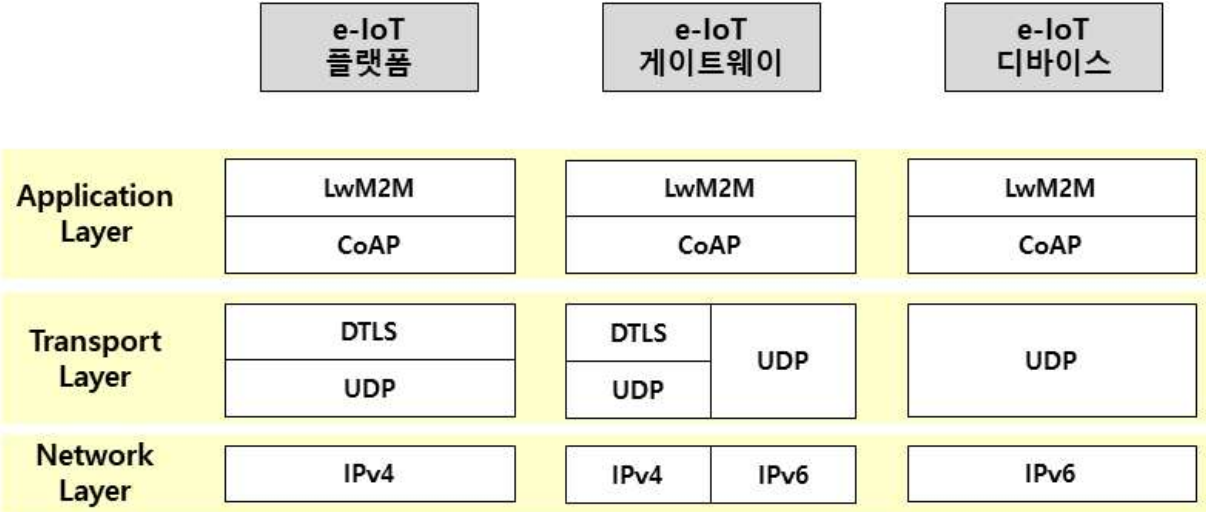 e-IoT
플랫폼
e-IoT
게이트웨이
e-IoT
디바이스
Application
Layer
LwM2M
LwM2M
LwM2M
CoAP
CoAP
CoAP
Transport
Layer
DTLS
UDP
DTLS
UDP
UDP
UDP
Network
Layer
IPv4
IPv4
IPv6
IPv6